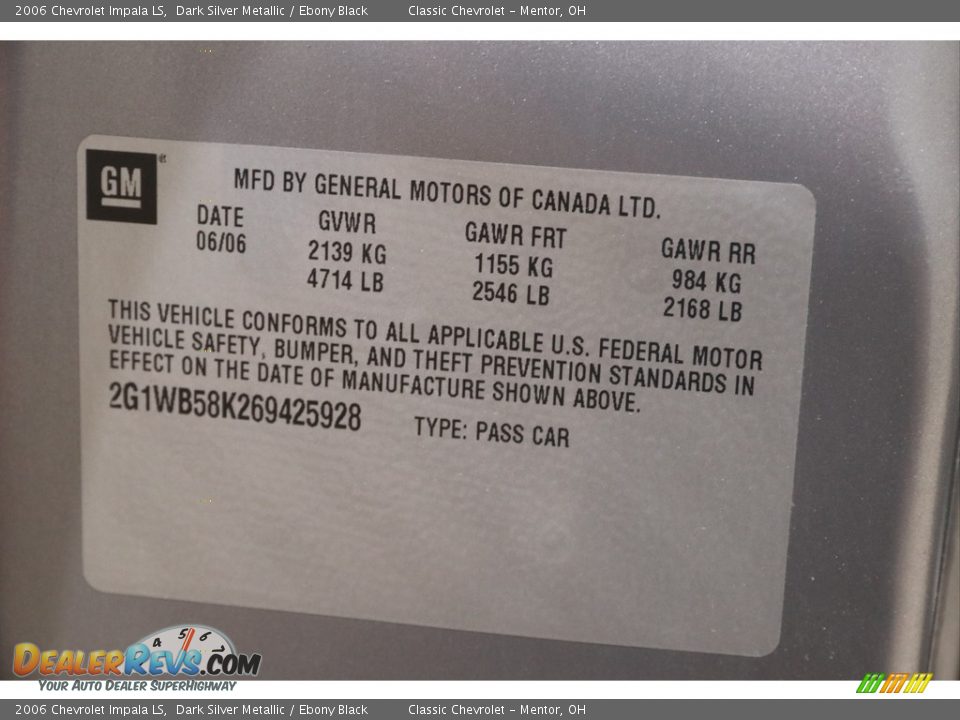 2006 Chevrolet Impala LS,  Dark Silver Metallic / Ebony Black          Classic Chevrolet - Mentor, OH
GM®
MFD BY GENERAL MOTORS OF CANADA LTD.
DATE GVWR GAWR FRT GAWR RR
06/06 2139 KG 1155 KG 984 KG
4714 LB 2546 LB 2168 LB
THIS VEHICLE CONFORMS TO ALL APPLICABLE U.S. FEDERAL MOTOR
VEHICLE SAFETY, BUMPER, AND THEFT PREVENTION STANDARDS IN
EFFECT ON THE DATE OF MANUFACTURE SHOWN ABOVE.
2G1WB58K269425928 TYPE: PASS CAR
4 5 6
DEALERREVS.COM
YOUR AUTO DEALER SUPERHIGHWAY
2006 Chevrolet Impala LS,  Dark Silver Metallic / Ebony Black          Classic Chevrolet - Mentor, OH